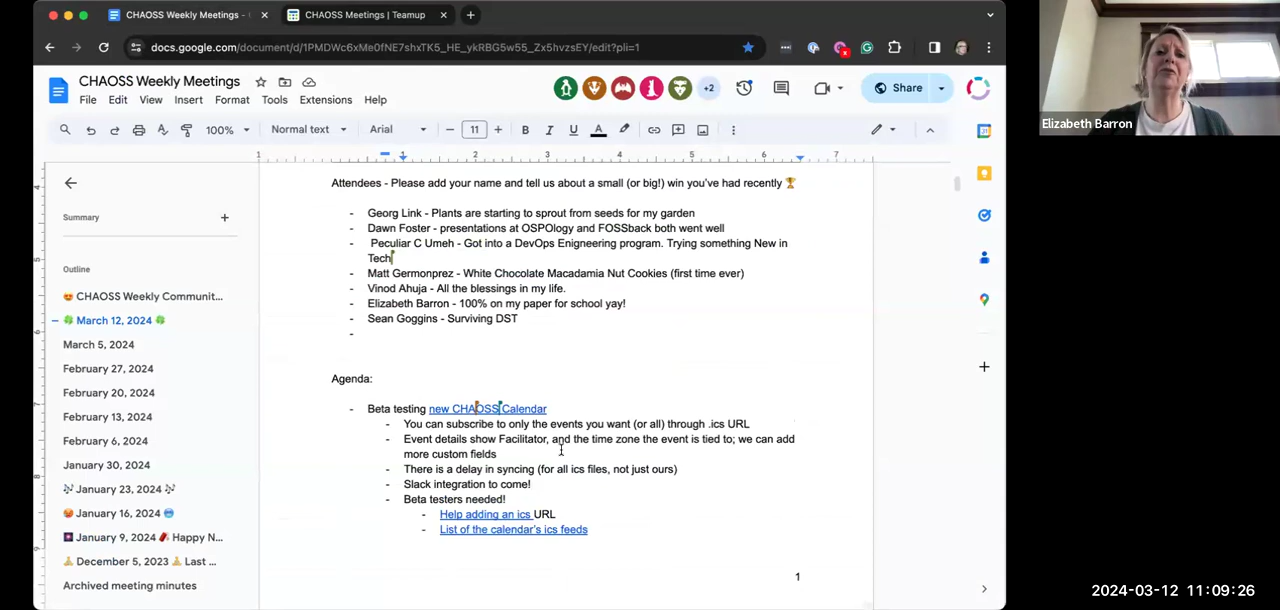 CHAOSS Weekly Meetings -
CHAOSS Meetings | Teamup
docs.google.com/document/d/1PMDWc6xMe0fNE7shxTK5_HE_ykRBG5w55_Zx5hvzsEY/edit?pli=1
CHAOSS Weekly Meetings
File Edit View Insert Format Tools Extensions Help
+2
Share
100% Normal text Arial 11 B I U A
1 1 2 3 4 5 6 7
Elizabeth Barron
Summary
Outline
CHAOSS Weekly Communit...
🍀 March 12, 2024 🍀
March 5, 2024
February 27, 2024
February 20, 2024
February 13, 2024
February 6, 2024
January 30, 2024
🎶 January 23, 2024 🎶
January 16, 2024
January 9, 2024 Happy N...
December 5, 2023 Last ...
Archived meeting minutes
Attendees - Please add your name and tell us about a small (or big!) win you've had recently 🏆
- Georg Link - Plants are starting to sprout from seeds for my garden
- Dawn Foster - presentations at OSPOlogy and FOSSback both went well
- Peculiar C Umeh - Got into a DevOps Enigneering program. Trying something New in
Tech
- Matt Germonprez - White Chocolate Macadamia Nut Cookies (first time ever)
- Vinod Ahuja - All the blessings in my life.
- Elizabeth Barron - 100% on my paper for school yay!
- Sean Goggins - Surviving DST
-
Agenda:
- Beta testing new CHAOSS Calendar
- You can subscribe to only the events you want (or all) through .ics URL
- Event details show Facilitator, and the time zone the event is tied to; we can add
more custom fields
- There is a delay in syncing (for all ics files, not just ours)
- Slack integration to come!
- Beta testers needed!
- Help adding an ics URL
- List of the calendar's ics feeds
1
2024-03-12 11:09:26